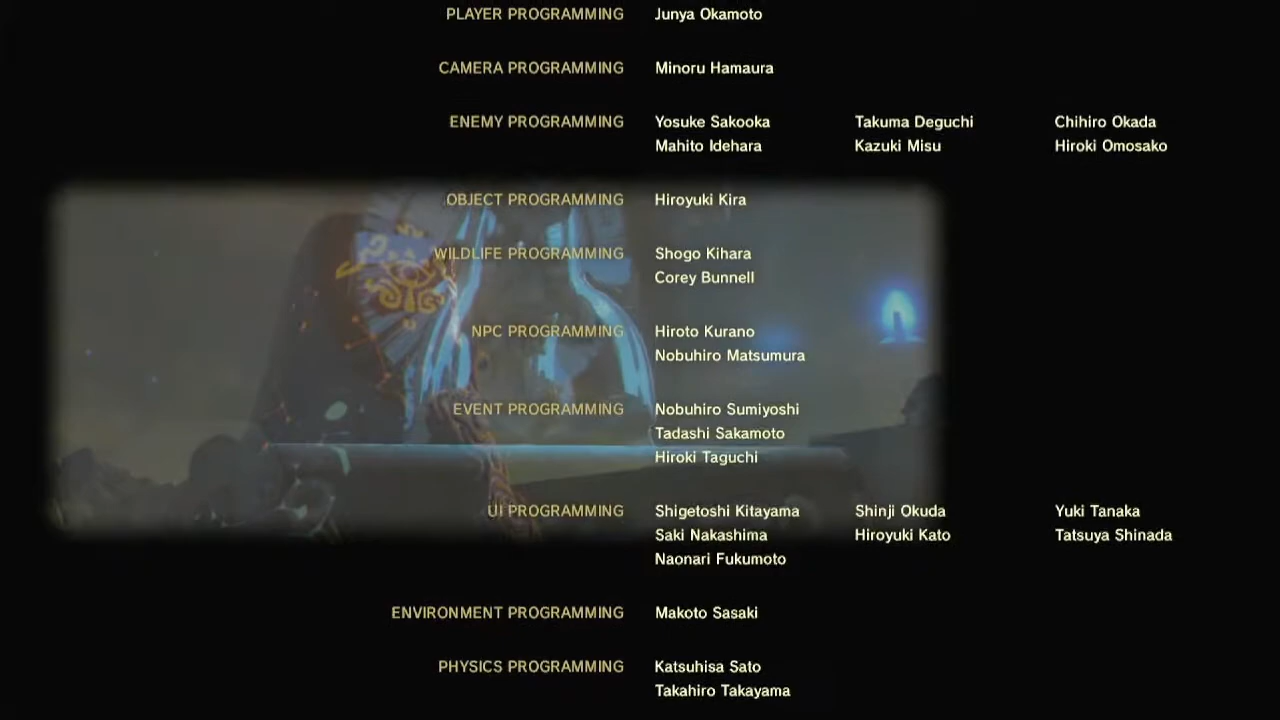 PLAYER PROGRAMMING Junya Okamoto
CAMERA PROGRAMMING Minoru Hamaura
ENEMY PROGRAMMING Yosuke Sakooka Takuma Deguchi Chihiro Okada
Mahito Idehara Kazuki Misu Hiroki Omosako
OBJECT PROGRAMMING Hiroyuki Kira
WILDLIFE PROGRAMMING Shogo Kihara
Corey Bunnell
NPC PROGRAMMING Hiroto Kurano
Nobuhiro Matsumura
EVENT PROGRAMMING Nobuhiro Sumiyoshi
Tadashi Sakamoto
Hiroki Taguchi
UI PROGRAMMING Shigetoshi Kitayama Shinji Okuda Yuki Tanaka
Saki Nakashima Hiroyuki Kato Tatsuya Shinada
Naonari Fukumoto
ENVIRONMENT PROGRAMMING Makoto Sasaki
PHYSICS PROGRAMMING Katsuhisa Sato
Takahiro Takayama